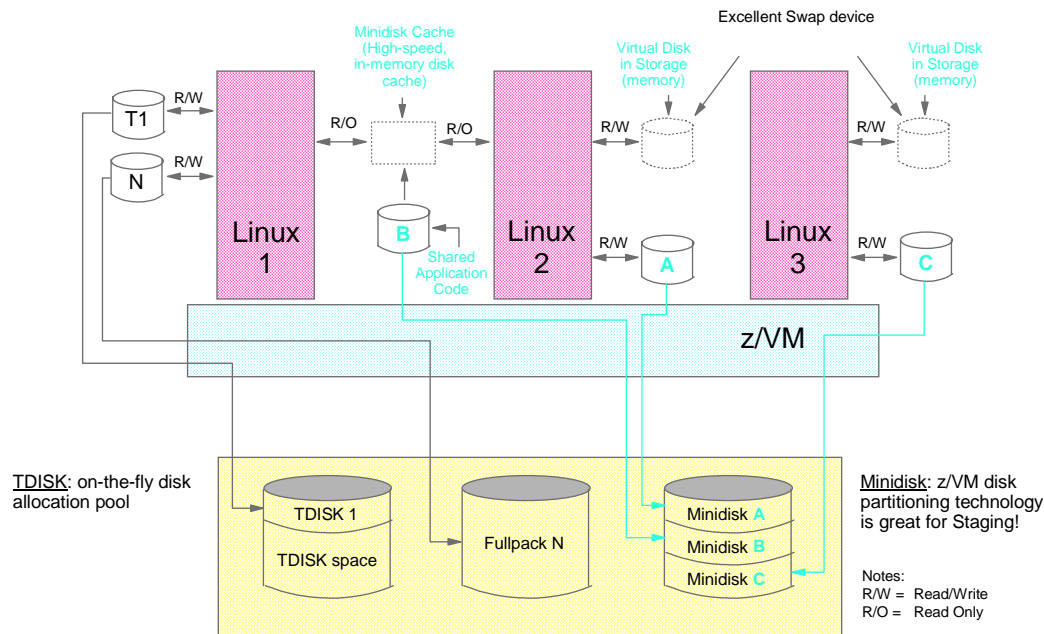 Excellent Swap device
Minidisk Cache
(High-speed,
in-memory disk
cache)
Virtual Disk
in Storage
(memory)
Virtual Disk
in Storage
(memory)
T1
R/W
N
R/W
R/O
R/O
R/W
R/W
Linux
1
B
Shared
Application
Code
Linux
2
R/W
A
Linux
3
R/W
C
z/VM
TDISK: on-the-fly disk
allocation pool
TDISK 1
TDISK space
Fullpack N
Minidisk A
Minidisk B
Minidisk C
Minidisk: z/VM disk
partitioning technology
is great for Staging!
Notes:
R/W = Read/Write
R/O = Read Only